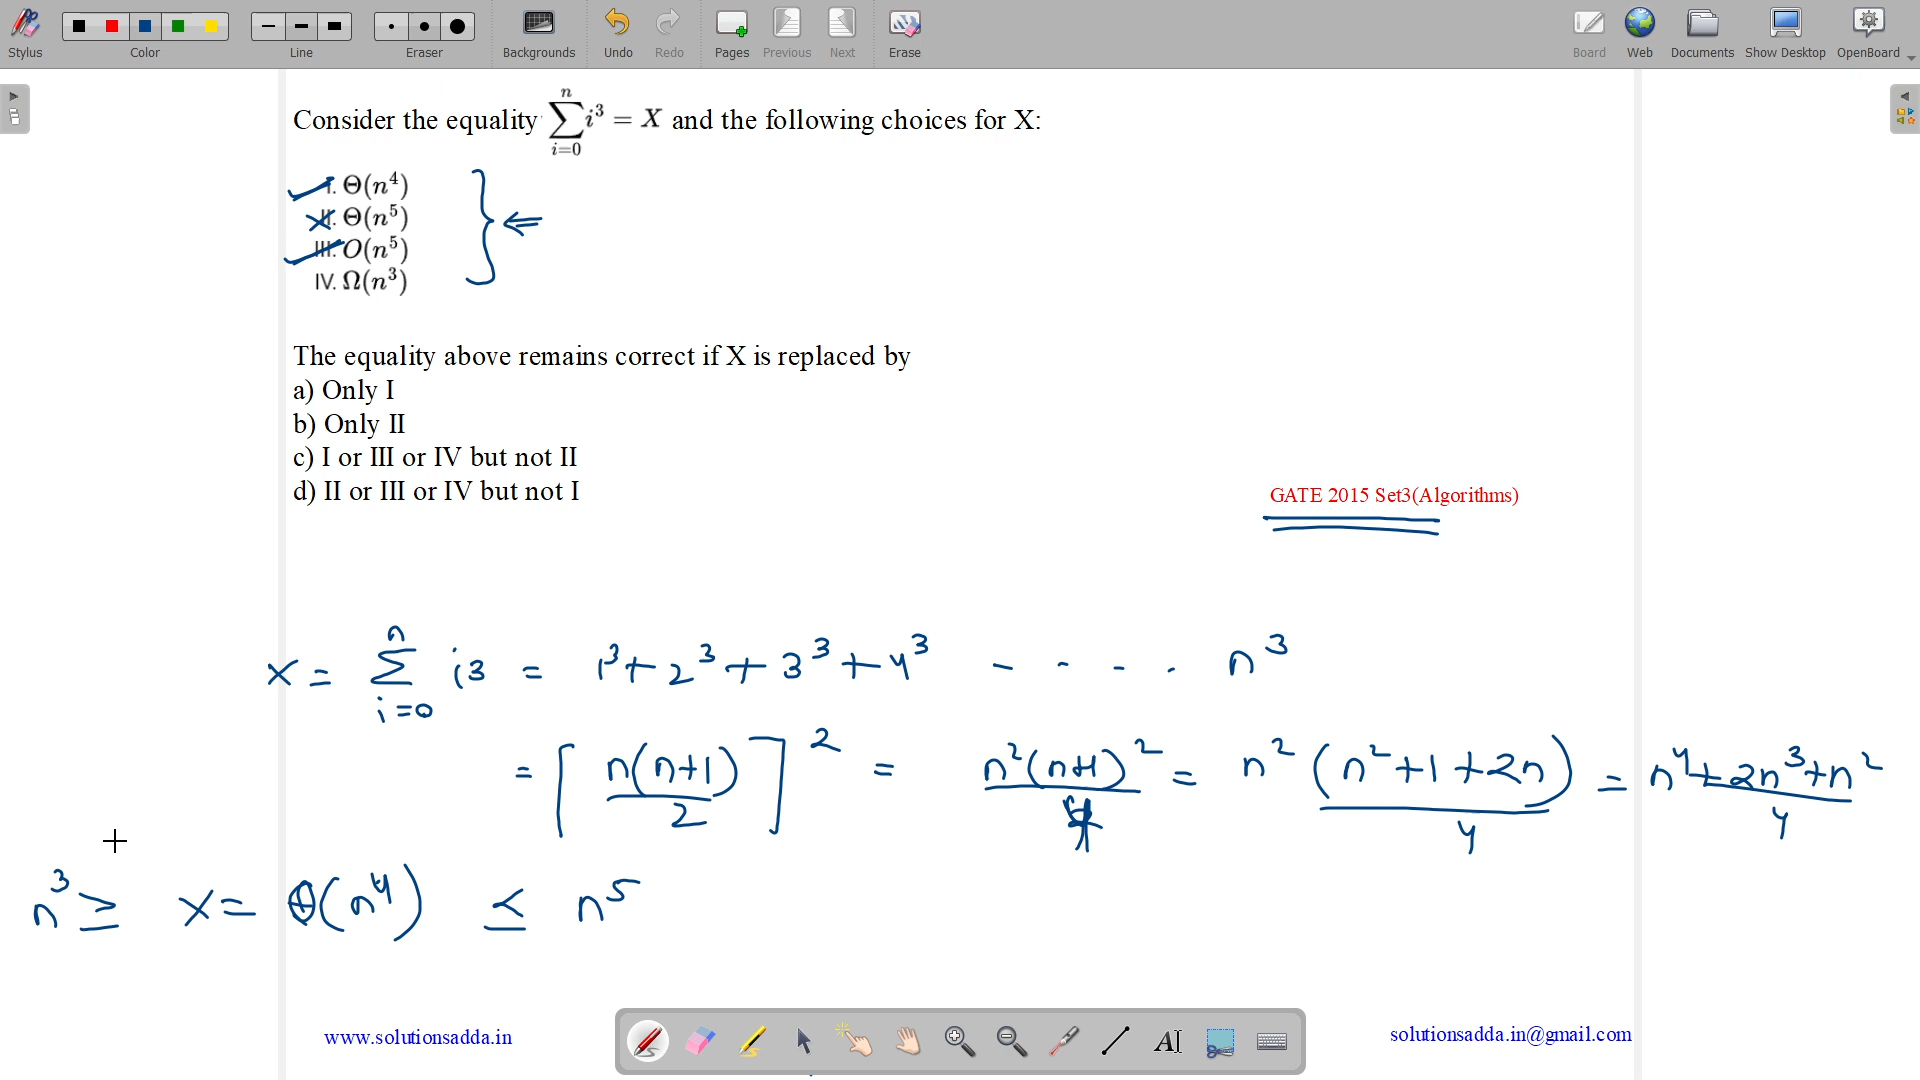 Stylus Color Line Eraser Backgrounds Undo Redo Pages Previous Next Erase Board Web Documents Show Desktop OpenBoard
Consider the equality \sum_{i=0}^{n} i³ = X and the following choices for X:
I. Θ(n⁴)
II. Θ(n⁵)
III. O(n⁵)
IV. Ω(n³)
The equality above remains correct if X is replaced by
a) Only I
b) Only II
c) I or III or IV but not II
d) II or III or IV but not I
GATE 2015 Set3(Algorithms)
x = \sum_{i=0}^{n} i3 = 1³+2³+3³+4³ - - - . n³
= [n(n+1)/2]² = n²(n+1)²/4 = n²(n²+1+2n)/4 = n⁴+2n³+n²/4
n³ ≥ x = Θ(n⁴) ≤ n⁵
www.solutionsadda.in
solutionsadda.in@gmail.com
AI